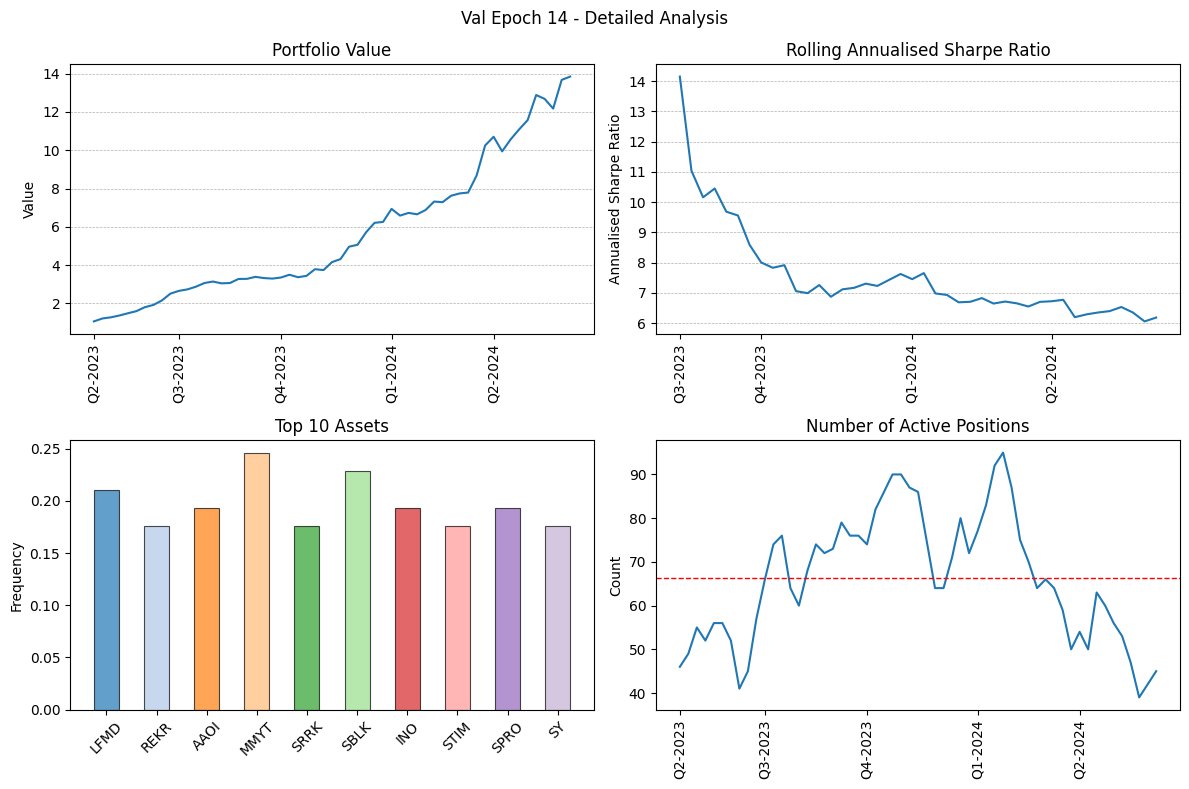 Val Epoch 14 - Detailed Analysis
Portfolio Value
Value
14
12
10
8
6
4
2
Q2-2023
Q3-2023
Q4-2023
Q1-2024
Q2-2024
Rolling Annualised Sharpe Ratio
Annualised Sharpe Ratio
14
13
12
11
10
9
8
7
6
Q3-2023
Q4-2023
Q1-2024
Q2-2024
Top 10 Assets
Frequency
0.25
0.20
0.15
0.10
0.05
0.00
LFMD
REKR
AAOI
MMYT
SRRK
SBLK
INO
STIM
SPRO
SY
Number of Active Positions
Count
90
80
70
60
50
40
Q2-2023
Q3-2023
Q4-2023
Q1-2024
Q2-2024